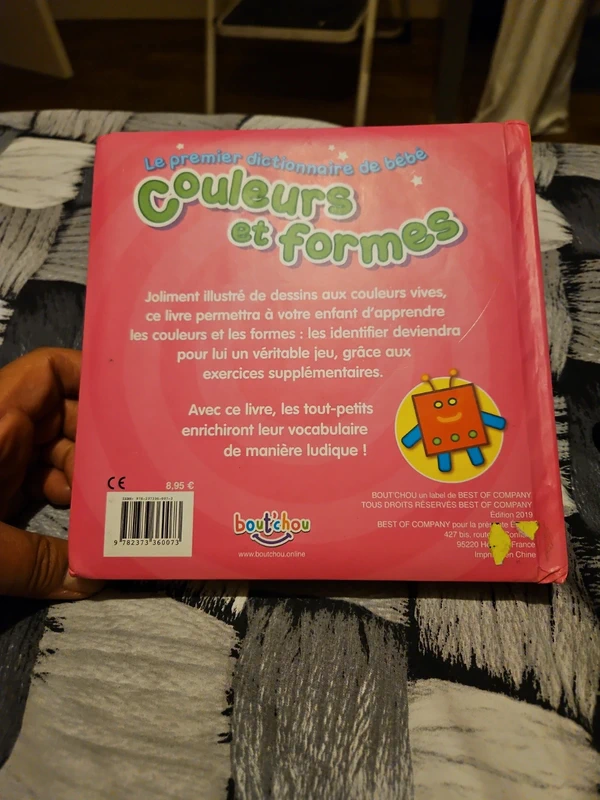 Le premier dictionnaire de bébé
Couleurs
et formes
Joliment illustré de dessins aux couleurs vives,
ce livre permettra à votre enfant d'apprendre
les couleurs et les formes : les identifier deviendra
pour lui un véritable jeu, grâce aux
exercices supplémentaires.
Avec ce livre, les tout-petits
enrichiront leur vocabulaire
de manière ludique !
CE
8,95 €
9 782373 360073
bout'chou
www.boutchou.online
BOUT'CHOU un label de BEST OF COMPANY
TOUS DROITS RÉSERVÉS BEST OF COMPANY
Édition 2019
BEST OF COMPANY pour la
427 bis,
95220 France
en Chine